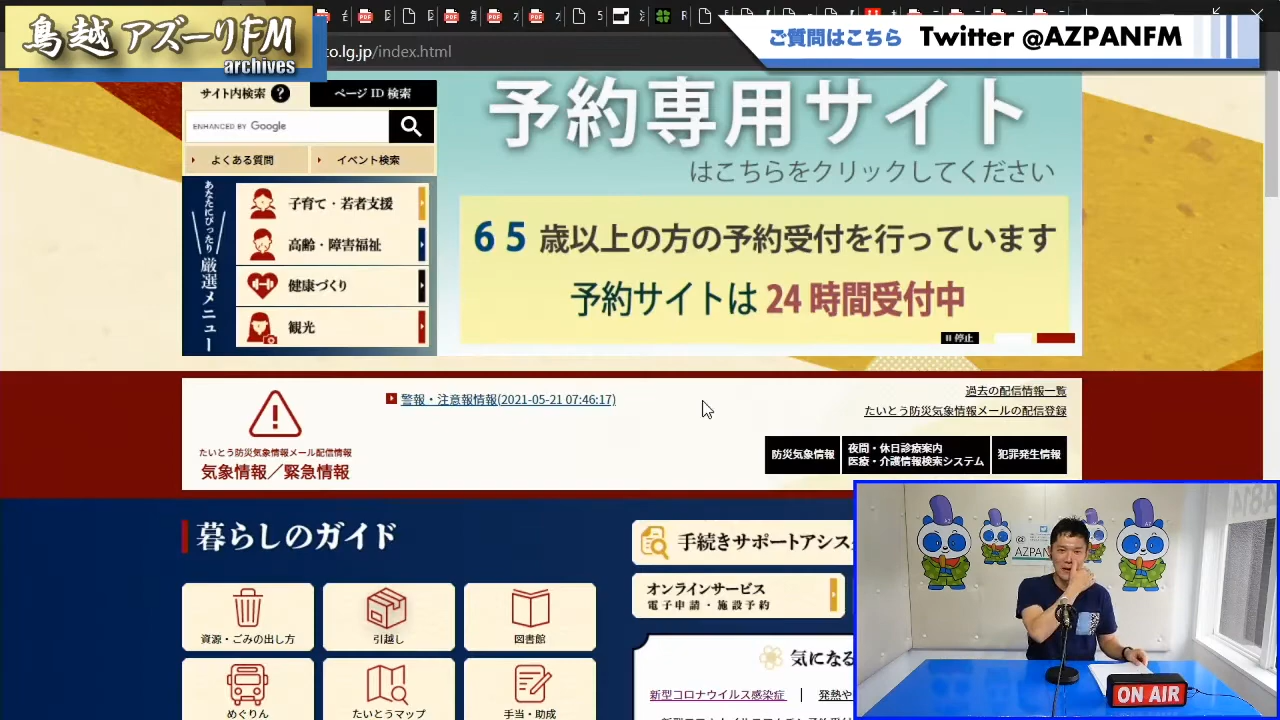 鳥越アズーリFM
archives
ご質問はこちら Twitter @AZPANFM
to.lg.jp/index.html
サイト内検索 ?
ページID検索
ENHANCED BY Google
よくある質問
イベント検索
あなたにぴったり
厳選メニュー
子育て・若者支援
高齢・障害福祉
健康づくり
観光
予約専用サイト
はこちらをクリックしてください
65歳以上の方の予約受付を行っています
予約サイトは24時間受付中
停止
警報・注意報情報(2021-05-21 07:46:17)
過去の配信情報一覧
たいとう防災気象情報メールの配信登録
たいとう防災気象情報メール配信情報
気象情報／緊急情報
防災気象情報
夜間・休日診療案内
医療・介護情報検索システム
犯罪発生情報
暮らしのガイド
資源・ごみの出し方
引越し
図書館
めぐりん
たいとうマップ
手当・助成
手続きサポートアシス
オンラインサービス
電子申請・施設予約
気になる
新型コロナウイルス感染症
発熱や
@
AZPAN
4814
ON AIR